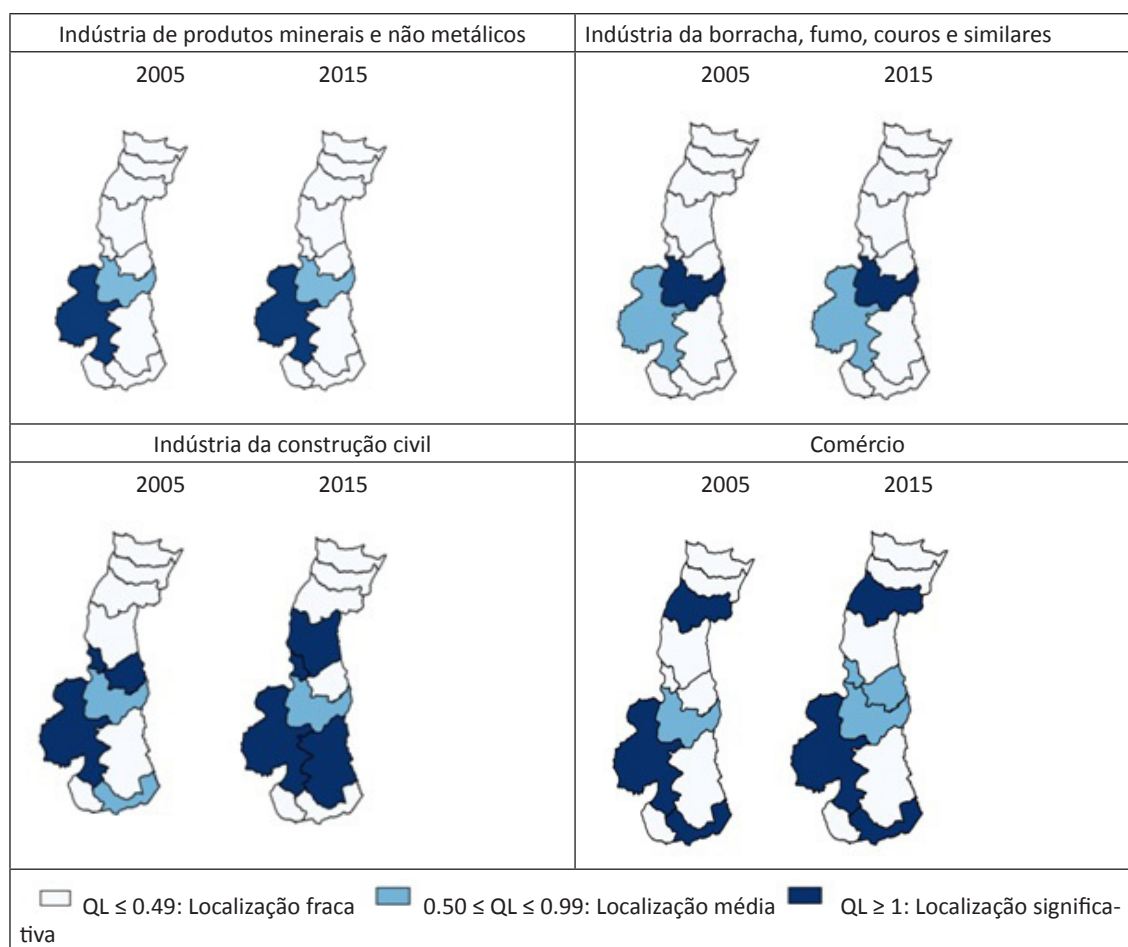 Indústria de produtos minerais e não metálicos
Indústria da borracha, fumo, couros e similares
2005 2015
2005 2015
Indústria da construção civil
Comércio
2005 2015
2005 2015
QL ≤ 0.49: Localização fraca 0.50 ≤ QL ≤ 0.99: Localização média QL ≥ 1: Localização significa-
tiva